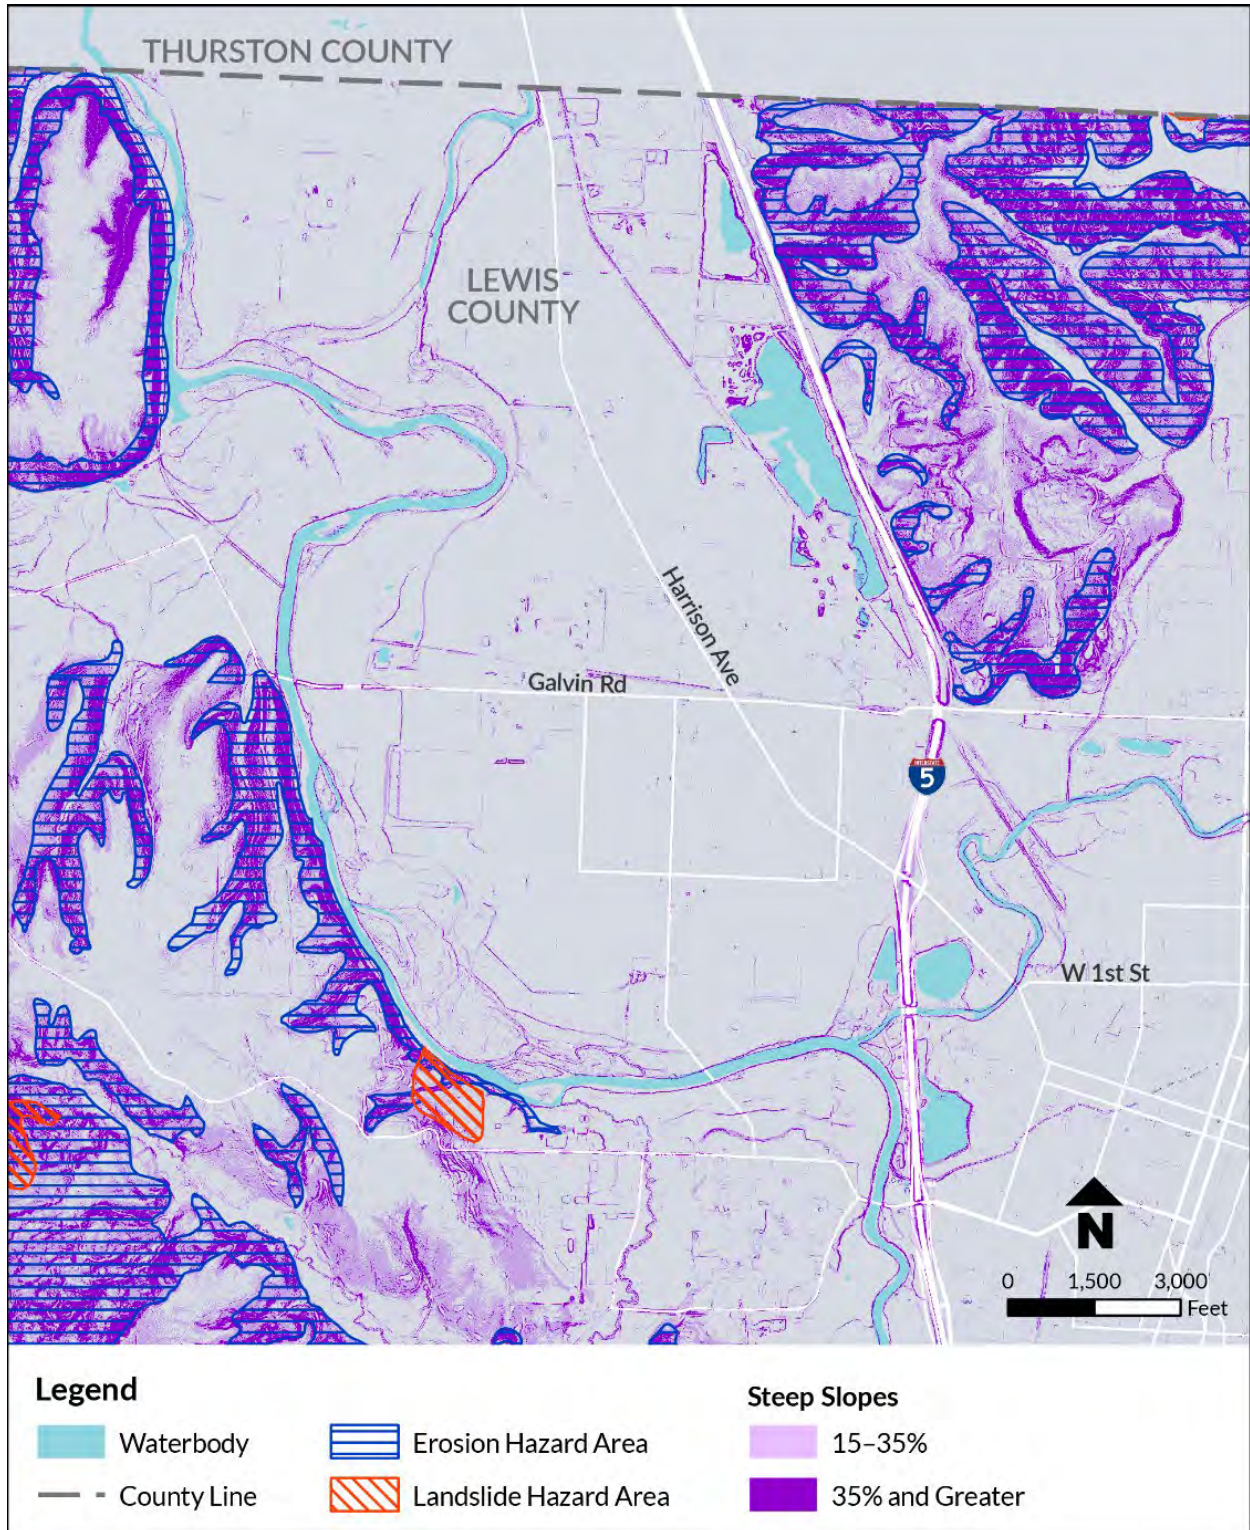 THURSTON COUNTY
LEWIS
COUNTY
Harrison Ave
Galvin Rd
INTERSTATE
5
W 1st St
N
0 1,500 3,000
Feet
Legend
Waterbody
County Line
Erosion Hazard Area
Landslide Hazard Area
Steep Slopes
15–35%
35% and Greater